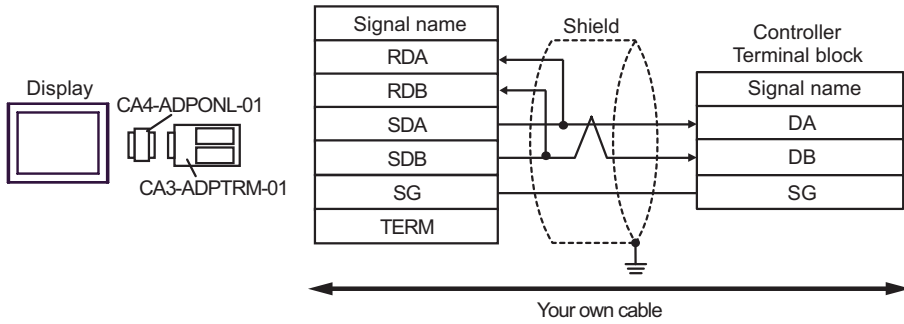 Display
CA4-ADPONL-01
CA3-ADPTRM-01
Signal name
RDA
RDB
SDA
SDB
SG
TERM
Shield
Controller
Terminal block
Signal name
DA
DB
SG
Your own cable